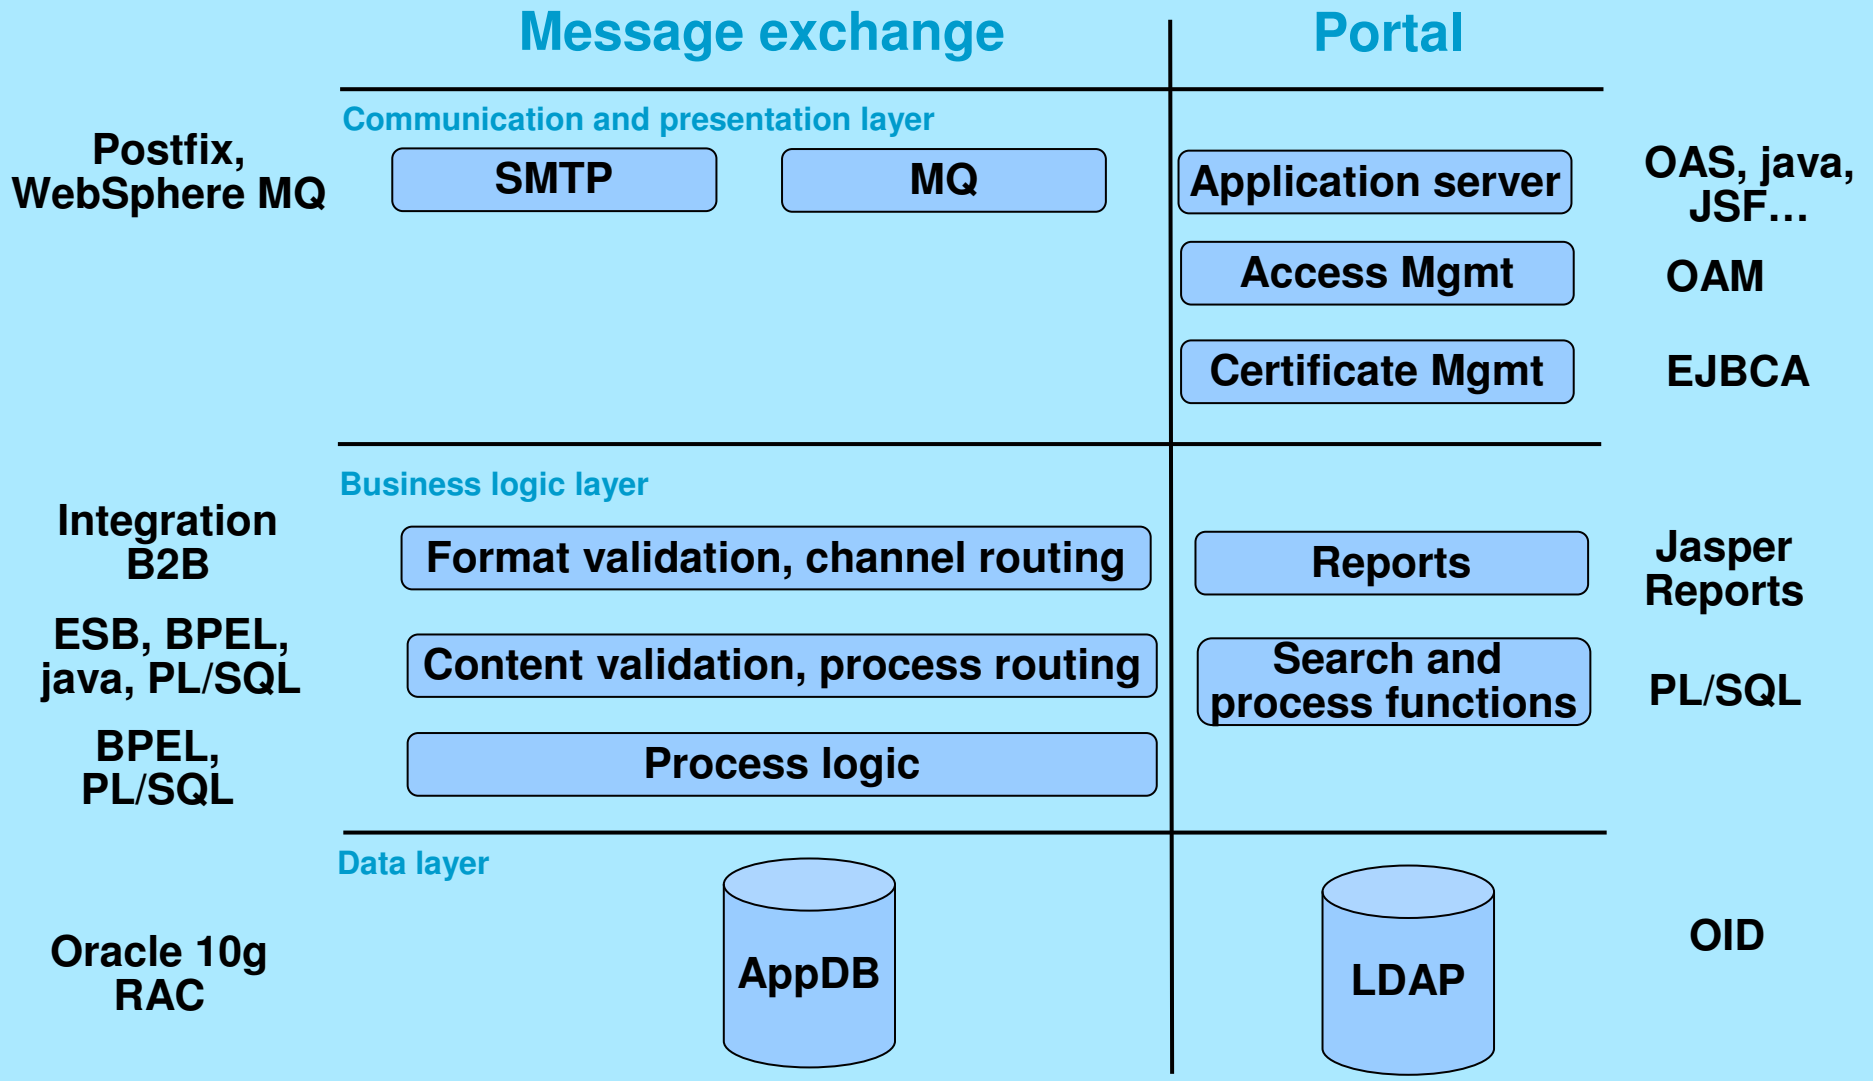 Message exchange
Portal
Communication and presentation layer
Postfix,
WebSphere MQ
SMTP
MQ
Application server
OAS, java,
JSF...
Access Mgmt
OAM
Certificate Mgmt
EJBCA
Business logic layer
Integration
B2B
Format validation, channel routing
Reports
Jasper
Reports
ESB, BPEL,
java, PL/SQL
Content validation, process routing
Search and
process functions
PL/SQL
BPEL,
PL/SQL
Process logic
Data layer
Oracle 10g
RAC
AppDB
LDAP
OID